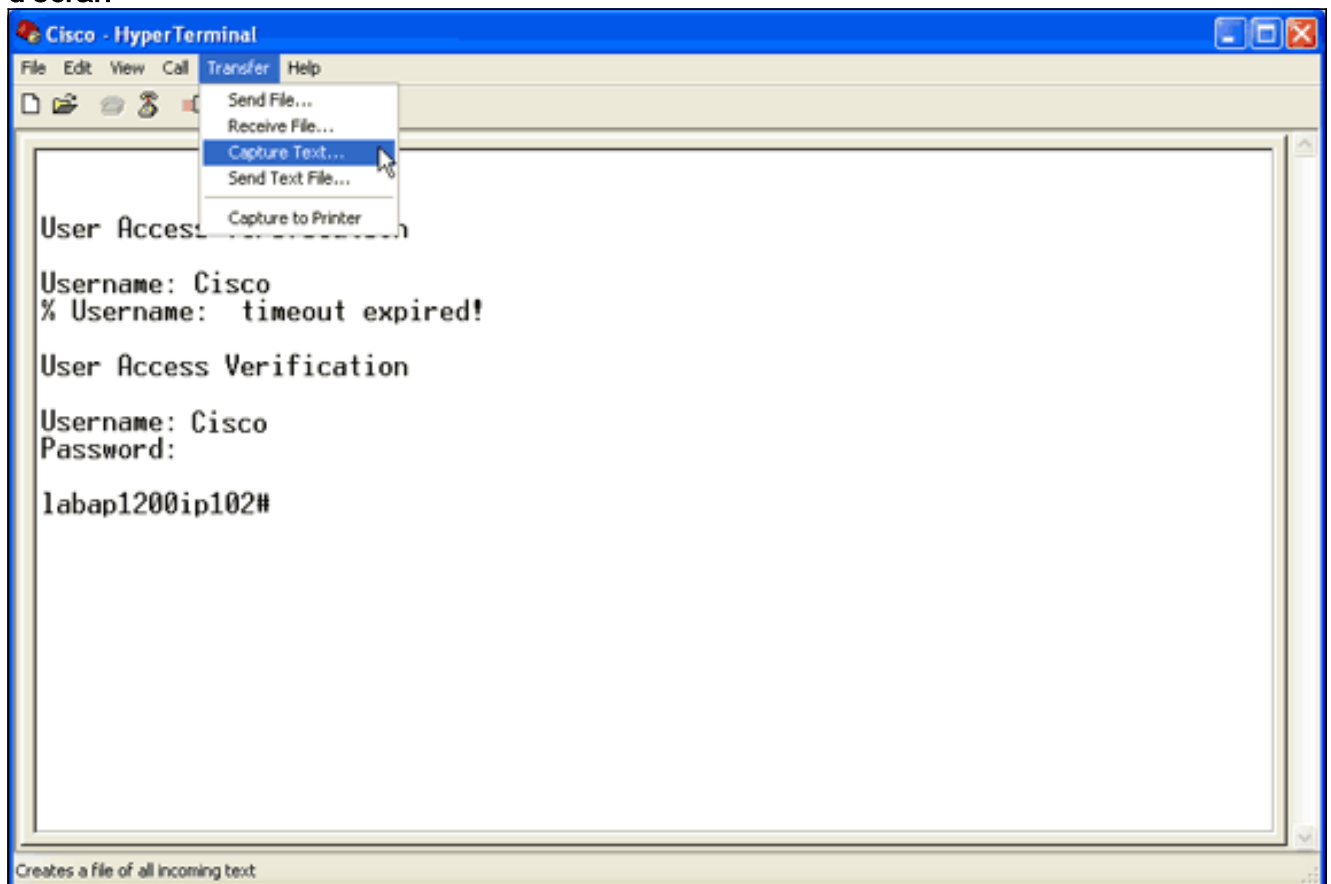 Cisco - HyperTerminal
File Edit View Call Transfer Help
Send File...
Receive File...
Capture Text...
Send Text File...
Capture to Printer
User Access
Username: Cisco
% Username:  timeout expired!
User Access Verification
Username: Cisco
Password:
labap1200ip102#
Creates a file of all incoming text